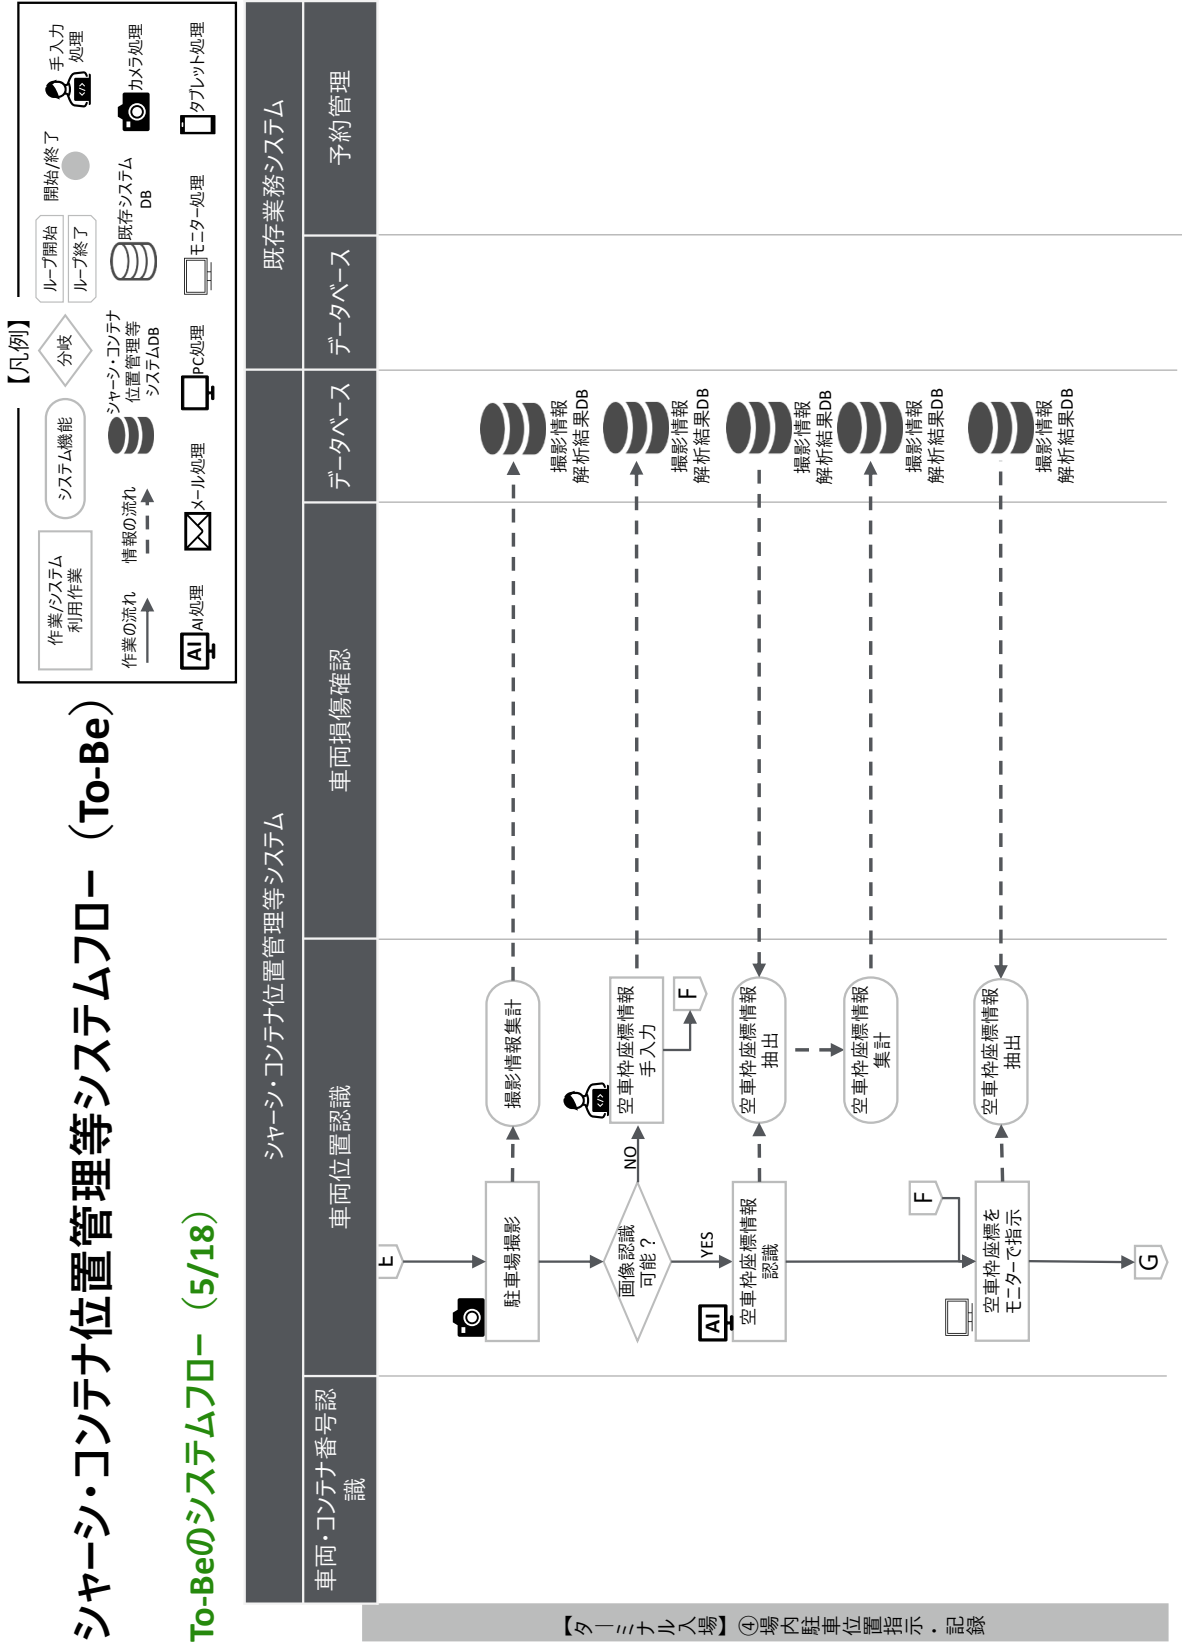 シャーシ・コンテナ位置管理等システムフロー（To-Be）
To-Beのシステムフロー（5/18）
【凡例】
作業/システム
利用作業
システム機能
分岐
ループ開始
ループ終了
開始/終了
手入力
処理
作業の流れ
情報の流れ
シャーシ・コンテナ
位置管理等
システムDB
既存システム
DB
カメラ処理
AI
AI処理
メール処理
PC処理
モニター処理
タブレット処理
シャーシ・コンテナ位置管理等システム
既存業務システム
車両・コンテナ番号認
識
車両位置認識
車両損傷確認
データベース
データベース
予約管理
【ターミナル入場】④場内駐車位置指示・記録
E
駐車場撮影
撮影情報集計
撮影情報
解析結果DB
画像認識
可能？
NO
空車枠座標情報
手入力
F
撮影情報
解析結果DB
YES
AI
空車枠座標情報
認識
空車枠座標情報
抽出
撮影情報
解析結果DB
空車枠座標情報
集計
撮影情報
解析結果DB
F
空車枠座標を
モニターで指示
空車枠座標情報
抽出
撮影情報
解析結果DB
G